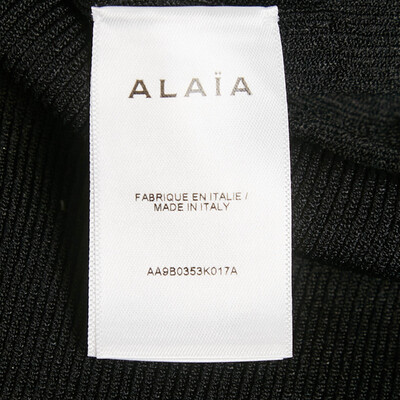 ALAÏA
FABRIQUE EN ITALIE /
MADE IN ITALY
AA9B0353K017A